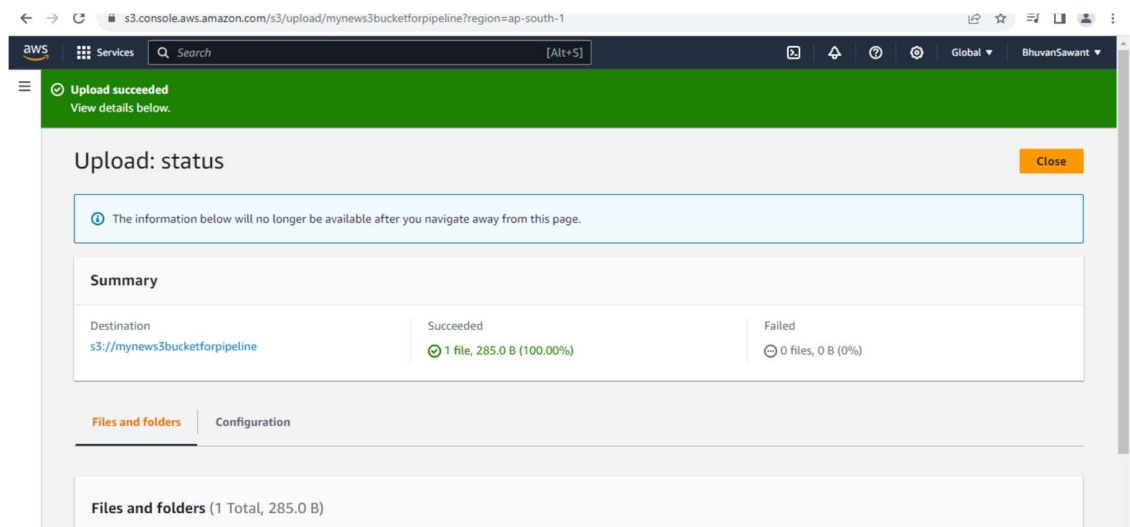 s3.console.aws.amazon.com/s3/upload/mynews3bucketforpipeline?region=ap-south-1
aws Services Search [Alt+S] Global ▼ BhuvanSawant ▼
Upload succeeded
View details below.
Upload: status Close
The information below will no longer be available after you navigate away from this page.
Summary
Destination Succeeded Failed
s3://mynews3bucketforpipeline 1 file, 285.0 B (100.00%) 0 files, 0 B (0%)
Files and folders Configuration
Files and folders (1 Total, 285.0 B)